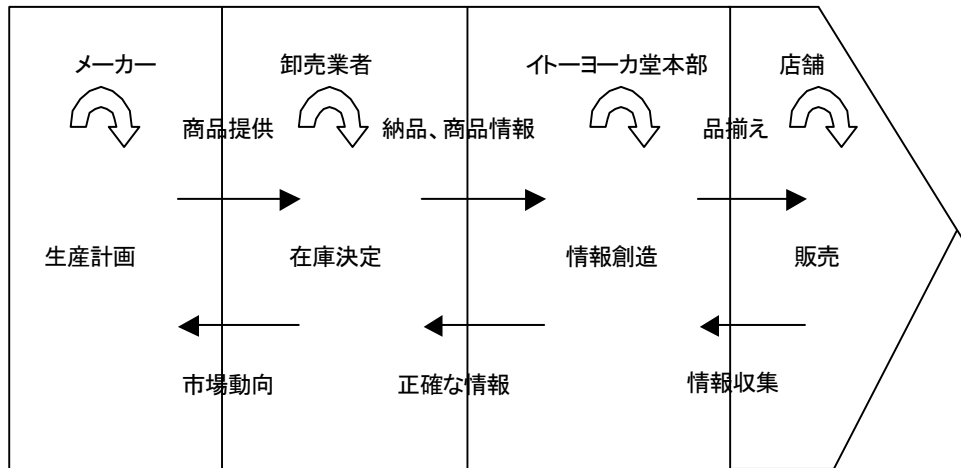 メーカー
卸売業者
イトーヨーカ堂本部
店舗
商品提供
納品、商品情報
品揃え
生産計画
在庫決定
情報創造
販売
市場動向
正確な情報
情報収集